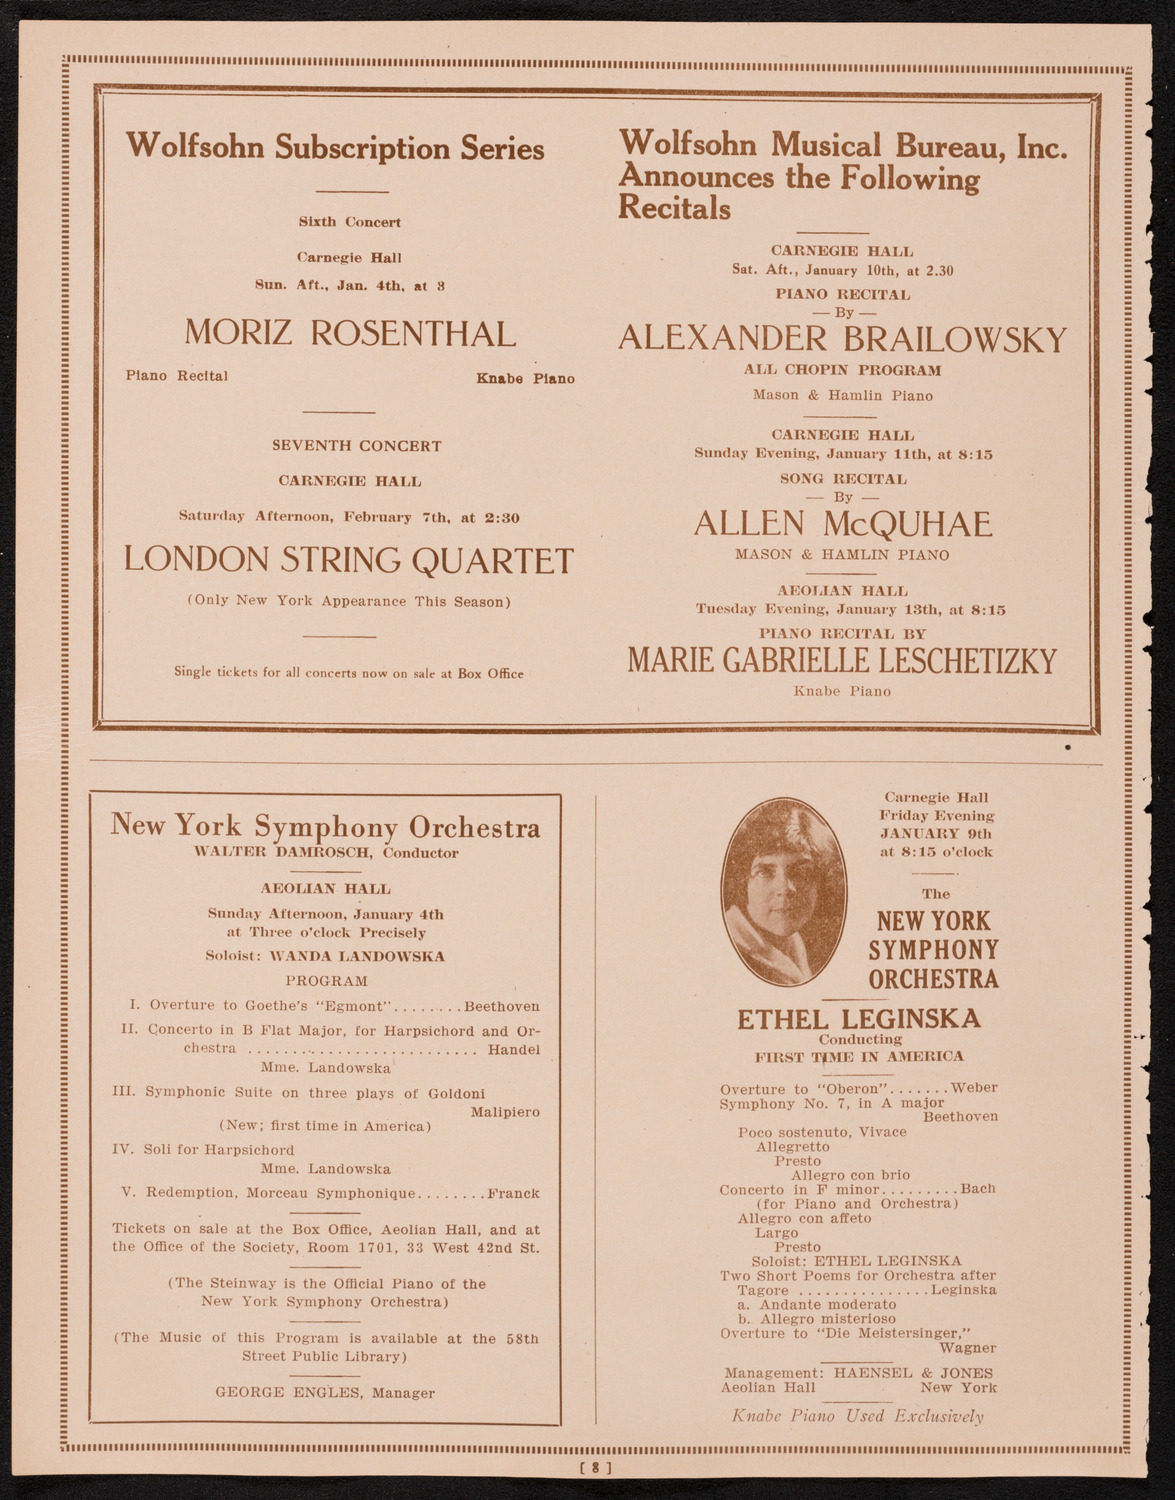 Wolfsohn Subscription Series
Sixth Concert
Carnegie Hall
Sun. Aft., Jan. 4th, at 3
MORIZ ROSENTHAL
Piano Recital Knabe Piano
SEVENTH CONCERT
CARNEGIE HALL
Saturday Afternoon, February 7th, at 2:30
LONDON STRING QUARTET
(Only New York Appearance This Season)
Single tickets for all concerts now on sale at Box Office
Wolfsohn Musical Bureau, Inc.
Announces the Following
Recitals
CARNEGIE HALL
Sat. Aft., January 10th, at 2.30
PIANO RECITAL
— By —
ALEXANDER BRAILOWSKY
ALL CHOPIN PROGRAM
Mason & Hamlin Piano
CARNEGIE HALL
Sunday Evening, January 11th, at 8:15
SONG RECITAL
— By —
ALLEN McQUHAE
MASON & HAMLIN PIANO
AEOLIAN HALL
Tuesday Evening, January 13th, at 8:15
PIANO RECITAL BY
MARIE GABRIELLE LESCHETIZKY
Knabe Piano
New York Symphony Orchestra
WALTER DAMROSCH, Conductor
AEOLIAN HALL
Sunday Afternoon, January 4th
at Three o'clock Precisely
Soloist: WANDA LANDOWSKA
PROGRAM
I. Overture to Goethe's "Egmont".........Beethoven
II. Concerto in B Flat Major, for Harpsichord and Or-
chestra ........................... Handel
Mme. Landowska
III. Symphonic Suite on three plays of Goldoni
Malipiero
(New; first time in America)
IV. Soli for Harpsichord
Mme. Landowska
V. Redemption, Morceau Symphonique........Franck
Tickets on sale at the Box Office, Aeolian Hall, and at
the Office of the Society, Room 1701, 33 West 42nd St.
(The Steinway is the Official Piano of the
New York Symphony Orchestra)
(The Music of this Program is available at the 58th
Street Public Library)
GEORGE ENGLES, Manager
Carnegie Hall
Friday Evening
JANUARY 9th
at 8:15 o'clock
The
NEW YORK
SYMPHONY
ORCHESTRA
ETHEL LEGINSKA
Conducting
FIRST TIME IN AMERICA
Overture to "Oberon".......Weber
Symphony No. 7, in A major
Beethoven
Poco sostenuto, Vivace
Allegretto
Presto
Allegro con brio
Concerto in F minor.........Bach
(for Piano and Orchestra)
Allegro con affeto
Largo
Presto
Soloist: ETHEL LEGINSKA
Two Short Poems for Orchestra after
Tagore ...............Leginska
a. Andante moderato
b. Allegro misterioso
Overture to "Die Meistersinger,"
Wagner
Management: HAENSEL & JONES
Aeolian Hall New York
Knabe Piano Used Exclusively
[ 8 ]